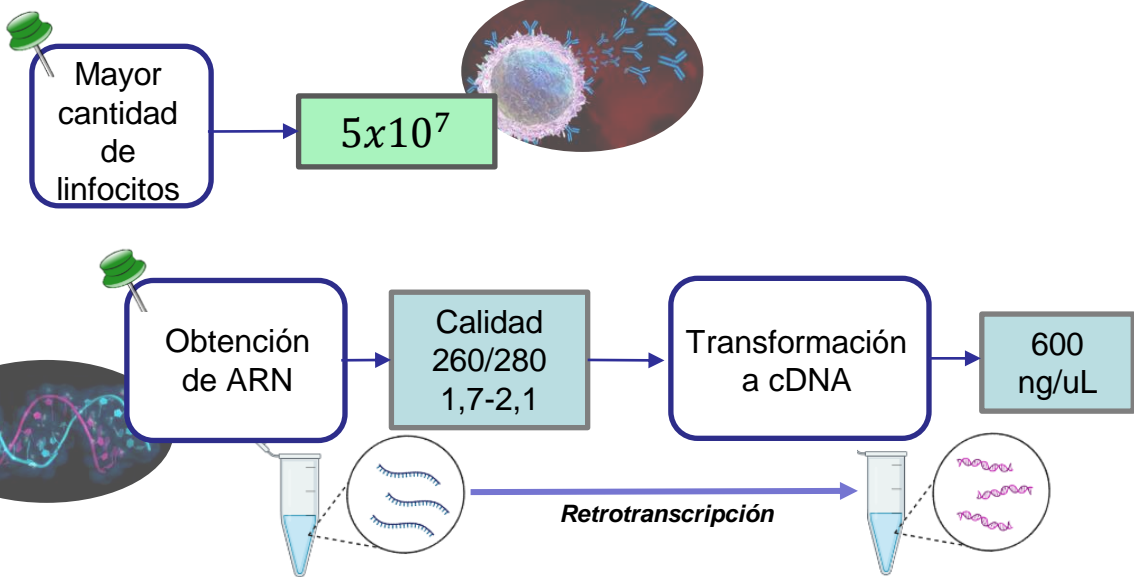 Mayor
cantidad
de
linfocitos
5x10⁷
Obtención
de ARN
Calidad
260/280
1,7-2,1
Transformación
a cDNA
600
ng/uL
Retrotranscripción